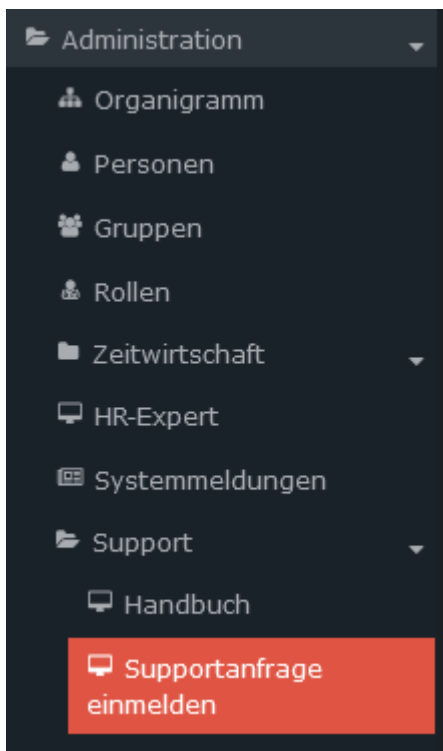 Administration
Organigramm
Personen
Gruppen
Rollen
Zeitwirtschaft
HR-Expert
Systemmeldungen
Support
Handbuch
Supportanfrage
einmelden